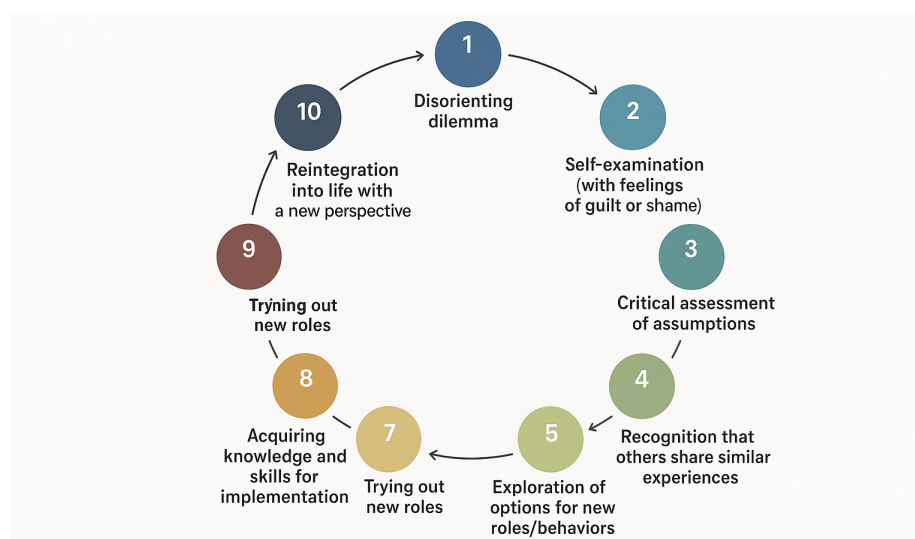 1
Disorienting
dilemma
2
Self-examination
(with feelings
of guilt or shame)
3
Critical assessment
of assumptions
4
Recognition that
others share similar
experiences
5
Exploration of
options for new
roles/behaviors
7
Trying out
new roles
8
Acquiring
knowledge and
skills for
implementation
9
Tryining out
new roles
10
Reintegration
into life with
a new perspective